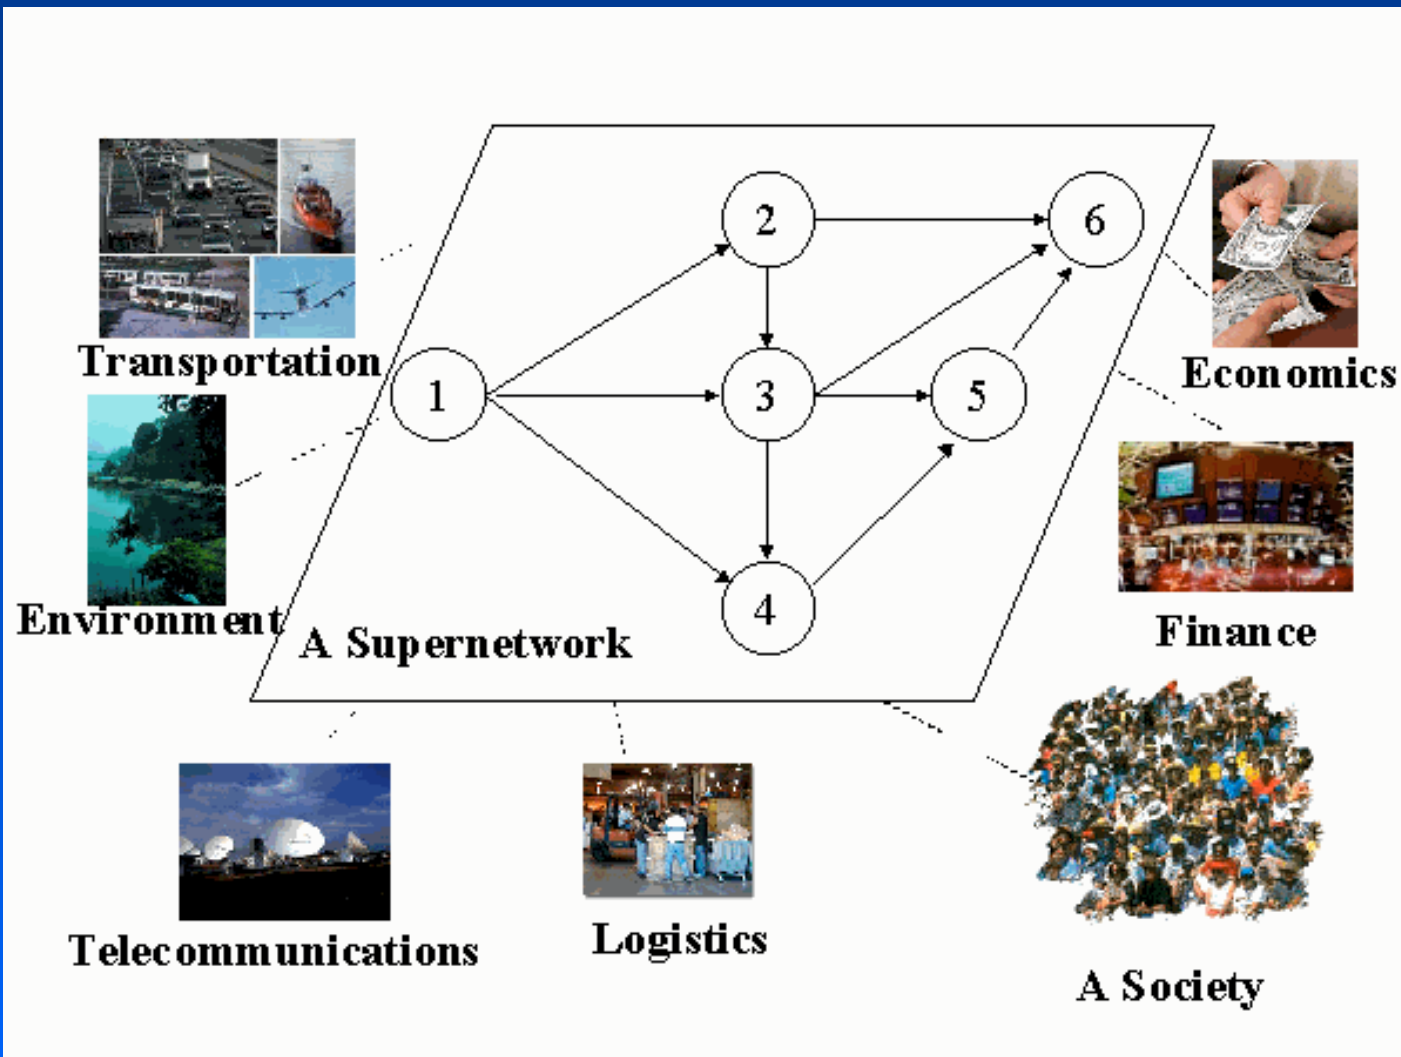 2
6
Transportation
1
3
5
Economics
4
Environment
A Supernetwork
Finance
Telecommunications
Logistics
A Society